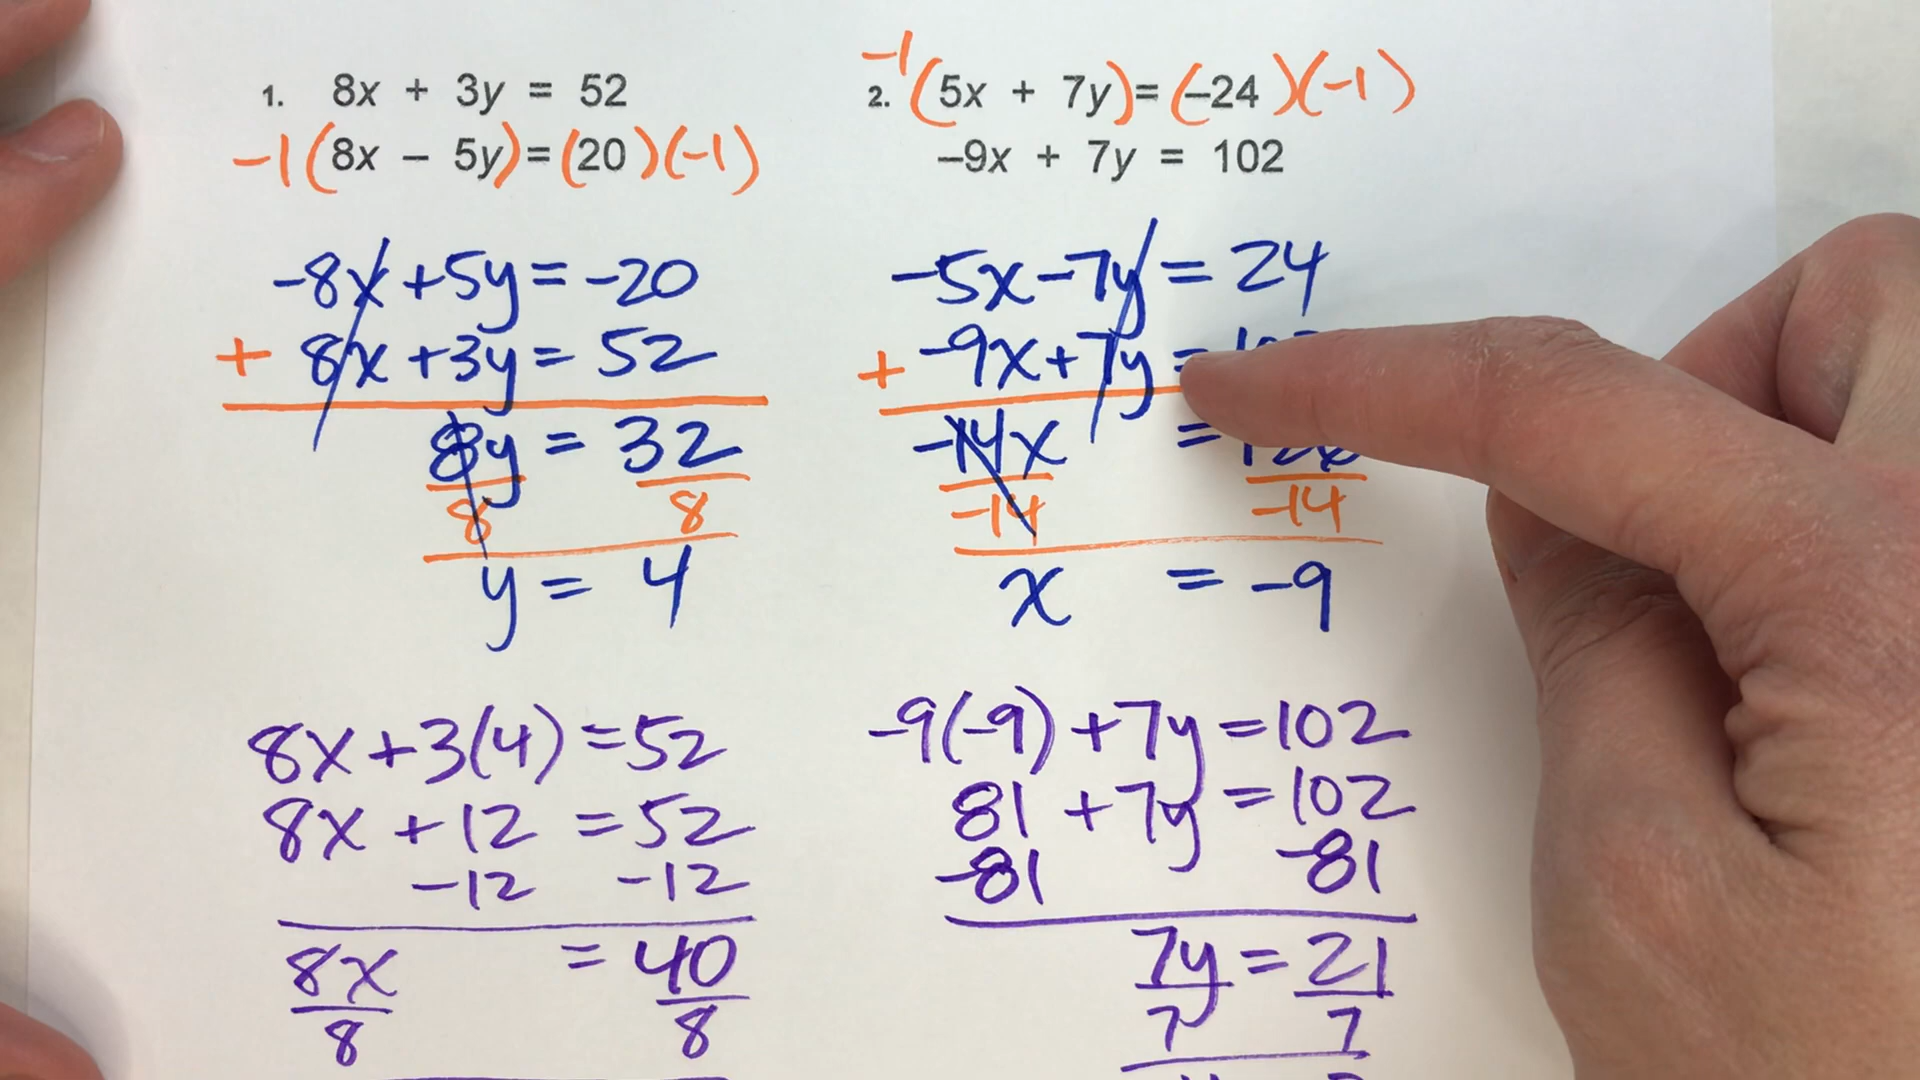 1. 8x + 3y = 52
-1(8x – 5y)=(20)(-1)
-8x+5y=-20
+ 8x+3y=52
8y = 32
8 8
y = 4
8x+3(4)=52
8x+12=52
-12 -12
8x = 40
8 8
2. -1(5x + 7y)=(–24)(-1)
–9x + 7y = 102
-5x-7y=24
+ -9x+7y=
-14x =
-14 -14
x = -9
-9(-9)+7y=102
81+7y=102
-81 -81
7y=21
7 7